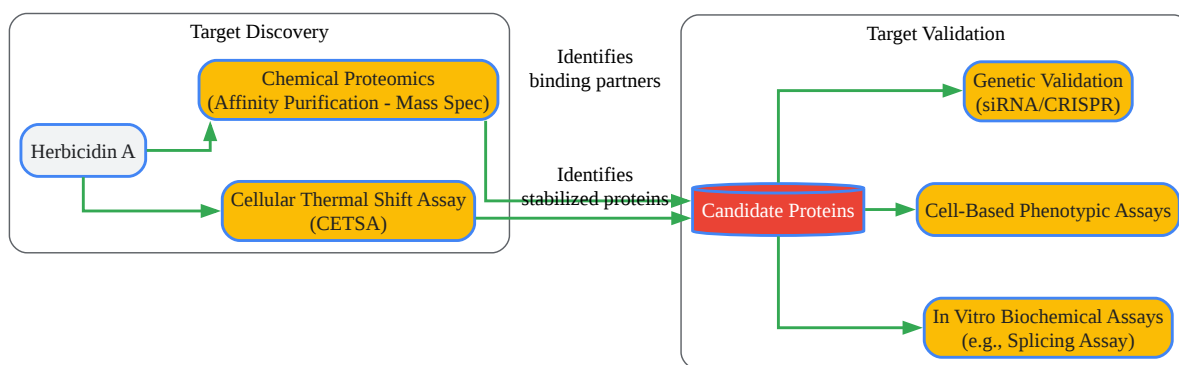 Target Discovery
Chemical Proteomics
(Affinity Purification - Mass Spec)
Herbicidin A
Cellular Thermal Shift Assay
(CETSA)
Identifies
binding partners
Identifies
stabilized proteins
Target Validation
Candidate Proteins
Genetic Validation
(siRNA/CRISPR)
Cell-Based Phenotypic Assays
In Vitro Biochemical Assays
(e.g., Splicing Assay)